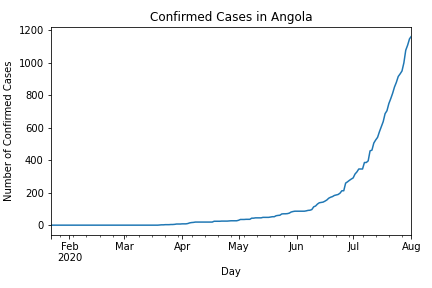 Confirmed Cases in Angola
1200
1000
800
600
400
200
0
Number of Confirmed Cases
Feb Mar Apr May Jun Jul Aug
2020
Day